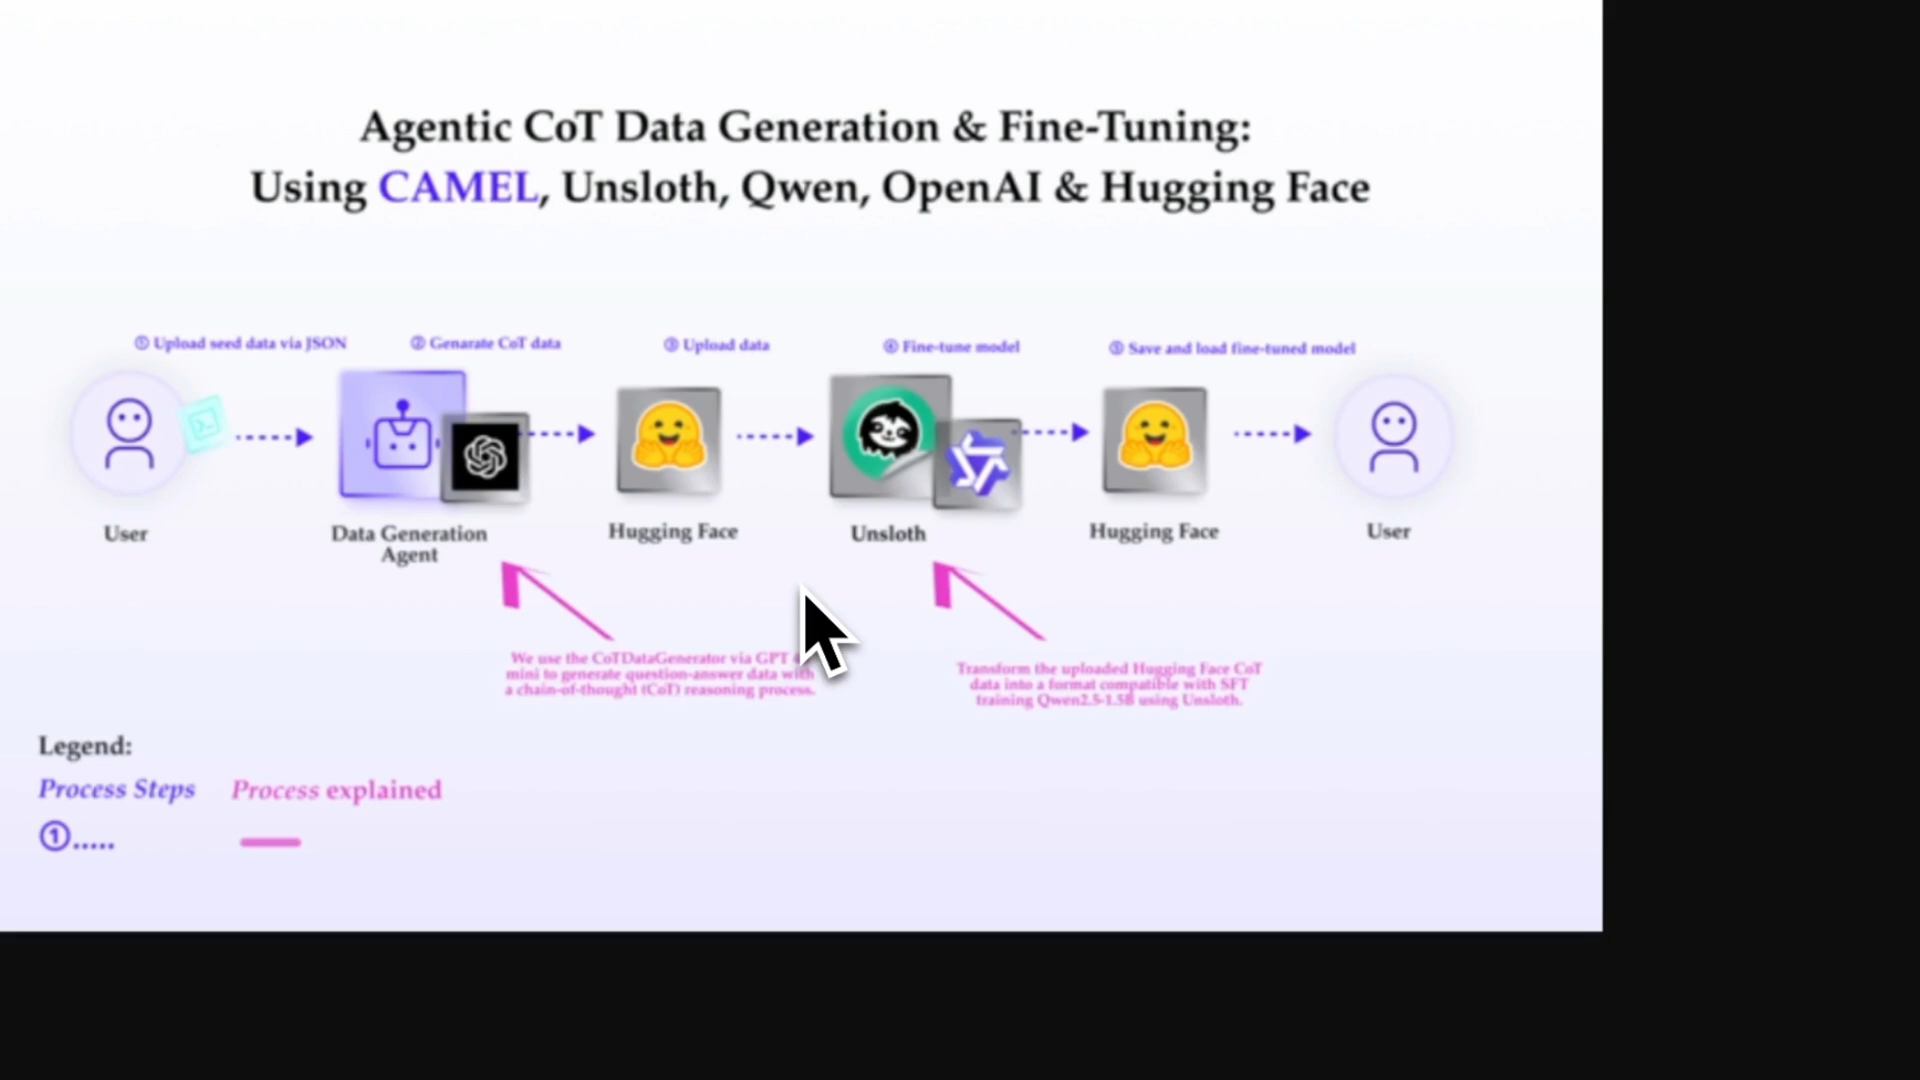 Agentic CoT Data Generation & Fine-Tuning:
Using CAMEL, Unsloth, Qwen, OpenAI & Hugging Face
① Upload seed data via JSON
② Genarate CoT data
③ Upload data
④ Fine-tune model
⑤ Save and load fine-tuned model
User
Data Generation
Agent
Hugging Face
Unsloth
Hugging Face
User
We use the CoTDataGenerator via GPT
mini to generate question-answer data with
a chain-of-thought (CoT) reasoning process.
Transform the uploaded Hugging Face CoT
data into a format compatible with SFT
training Qwen2.5-1.5B using Unsloth.
Legend:
Process Steps
Process explained
①.....